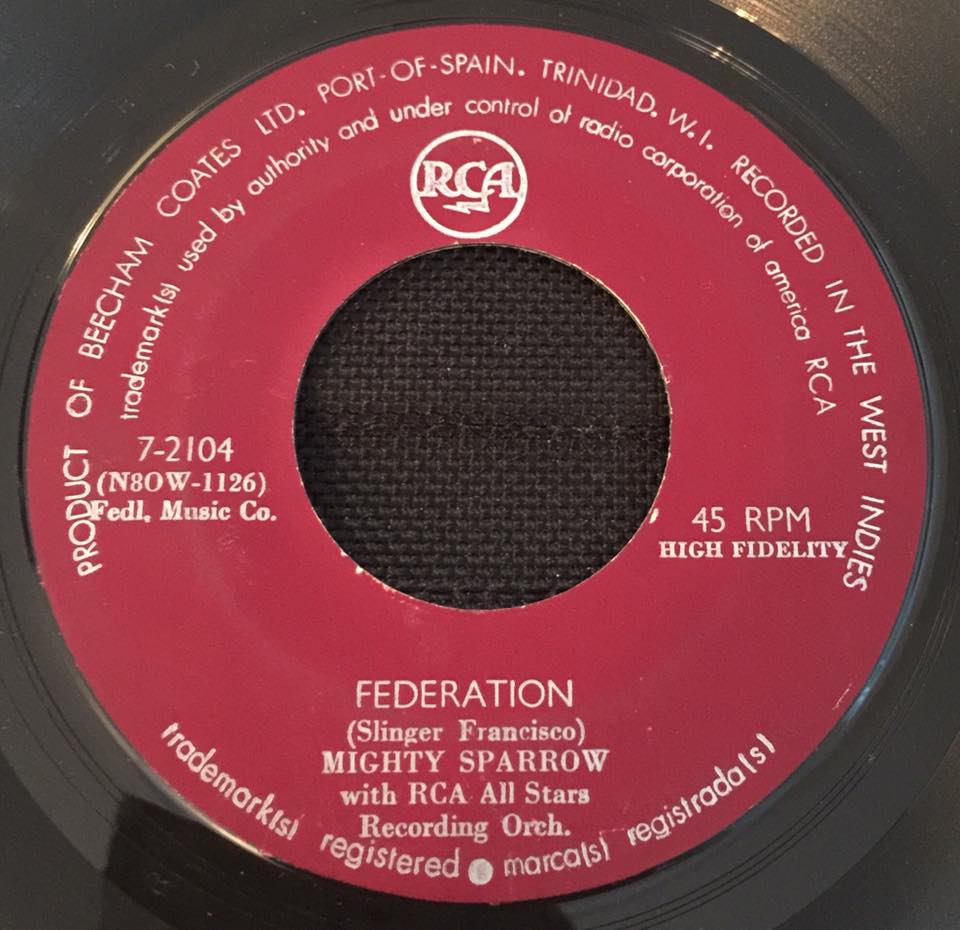 PRODUCT OF BEECHAM COATES LTD. PORT-OF-SPAIN. TRINIDAD. W.I. RECORDED IN THE WEST INDIES
trademark(s) used by authority and under control of radio corporation of america RCA
RCA
7-2104
(N8OW-1126)
Fedl. Music Co.
45 RPM
HIGH FIDELITY
FEDERATION
(Slinger Francisco)
MIGHTY SPARROW
with RCA All Stars
Recording Orch.
trademark(s) registered ● marca(s) registrada(s)